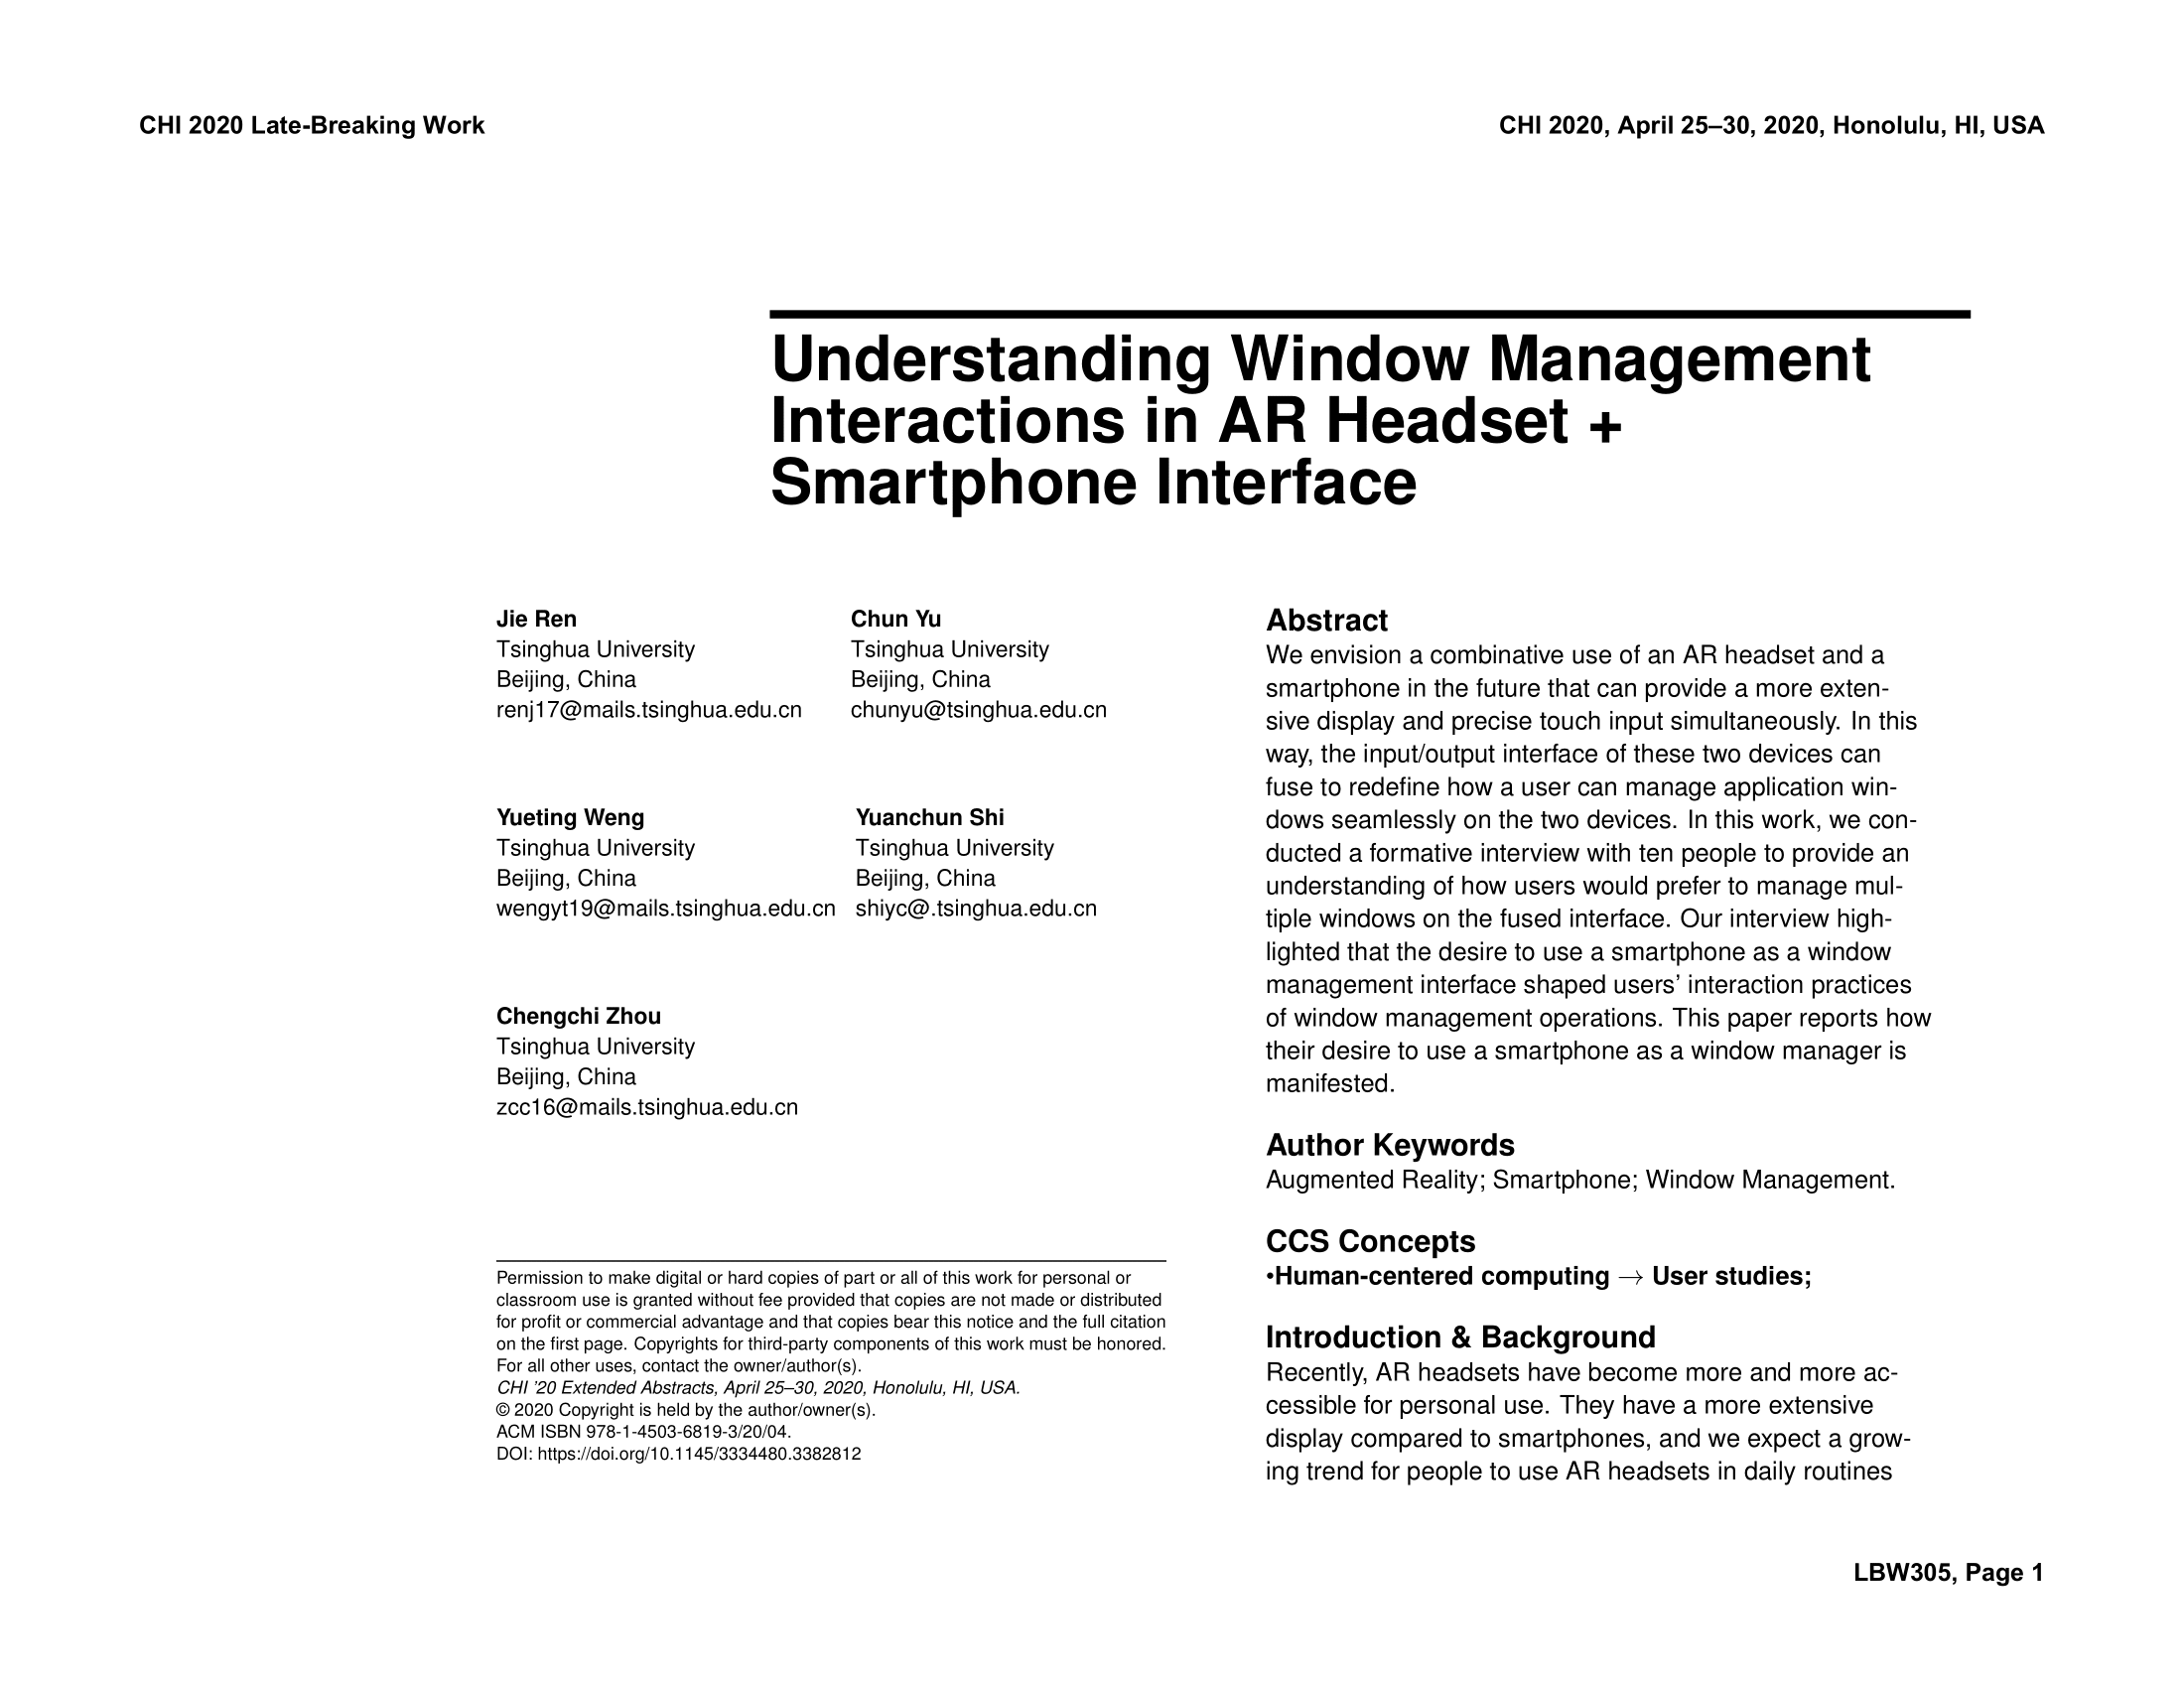 CHI 2020 Late-Breaking Work
CHI 2020, April 25–30, 2020, Honolulu, HI, USA
Understanding Window Management
Interactions in AR Headset +
Smartphone Interface
Jie Ren
Tsinghua University
Beijing, China
renj17@mails.tsinghua.edu.cn
Chun Yu
Tsinghua University
Beijing, China
chunyu@tsinghua.edu.cn
Yueting Weng
Tsinghua University
Beijing, China
wengyt19@mails.tsinghua.edu.cn
Yuanchun Shi
Tsinghua University
Beijing, China
shiyc@.tsinghua.edu.cn
Chengchi Zhou
Tsinghua University
Beijing, China
zcc16@mails.tsinghua.edu.cn
Permission to make digital or hard copies of part or all of this work for personal or
classroom use is granted without fee provided that copies are not made or distributed
for profit or commercial advantage and that copies bear this notice and the full citation
on the first page. Copyrights for third-party components of this work must be honored.
For all other uses, contact the owner/author(s).
CHI '20 Extended Abstracts, April 25–30, 2020, Honolulu, HI, USA.
© 2020 Copyright is held by the author/owner(s).
ACM ISBN 978-1-4503-6819-3/20/04.
DOI: https://doi.org/10.1145/3334480.3382812
Abstract
We envision a combinative use of an AR headset and a
smartphone in the future that can provide a more exten-
sive display and precise touch input simultaneously. In this
way, the input/output interface of these two devices can
fuse to redefine how a user can manage application win-
dows seamlessly on the two devices. In this work, we con-
ducted a formative interview with ten people to provide an
understanding of how users would prefer to manage mul-
tiple windows on the fused interface. Our interview high-
lighted that the desire to use a smartphone as a window
management interface shaped users' interaction practices
of window management operations. This paper reports how
their desire to use a smartphone as a window manager is
manifested.
Author Keywords
Augmented Reality; Smartphone; Window Management.
CCS Concepts
•Human-centered computing → User studies;
Introduction & Background
Recently, AR headsets have become more and more ac-
cessible for personal use. They have a more extensive
display compared to smartphones, and we expect a grow-
ing trend for people to use AR headsets in daily routines
LBW305, Page 1